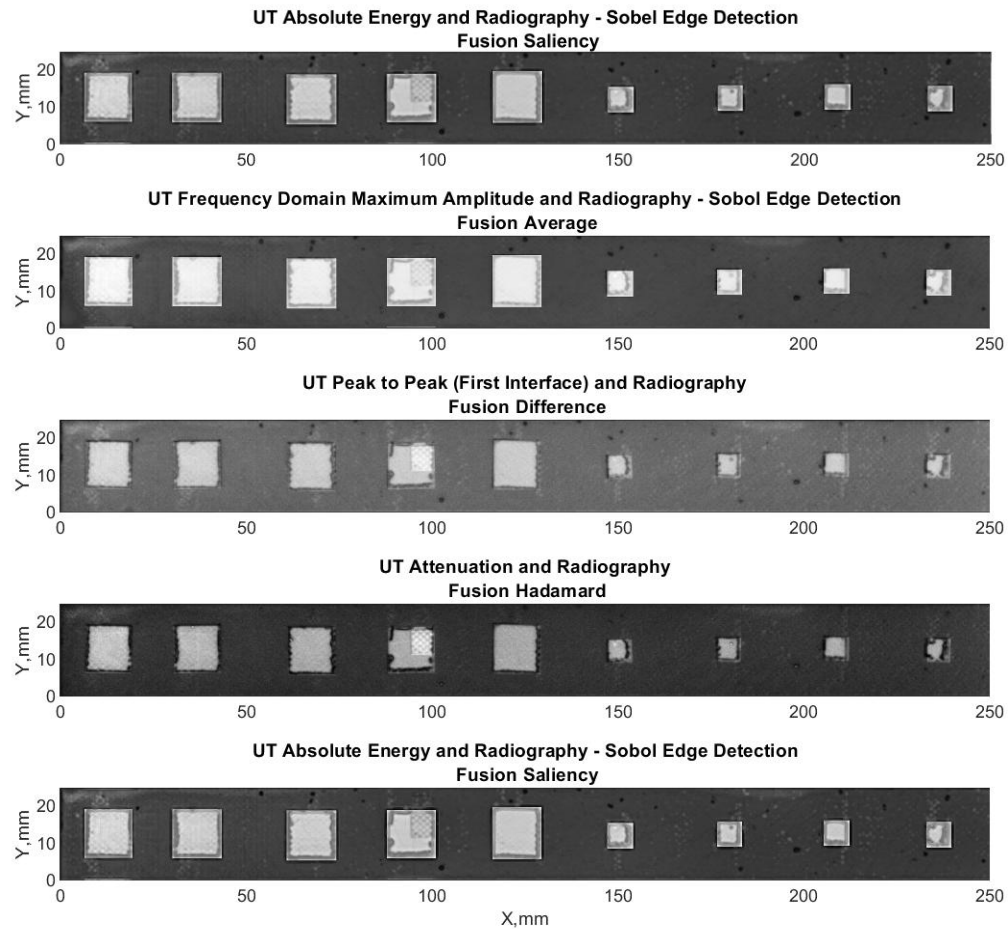 UT Absolute Energy and Radiography - Sobel Edge Detection
Fusion Saliency
Y,mm
20
10
0
0 50 100 150 200 250
UT Frequency Domain Maximum Amplitude and Radiography - Sobol Edge Detection
Fusion Average
Y,mm
20
10
0
0 50 100 150 200 250
UT Peak to Peak (First Interface) and Radiography
Fusion Difference
Y,mm
20
10
0
0 50 100 150 200 250
UT Attenuation and Radiography
Fusion Hadamard
Y,mm
20
10
0
0 50 100 150 200 250
UT Absolute Energy and Radiography - Sobol Edge Detection
Fusion Saliency
Y,mm
20
10
0
0 50 100 150 200 250
X,mm